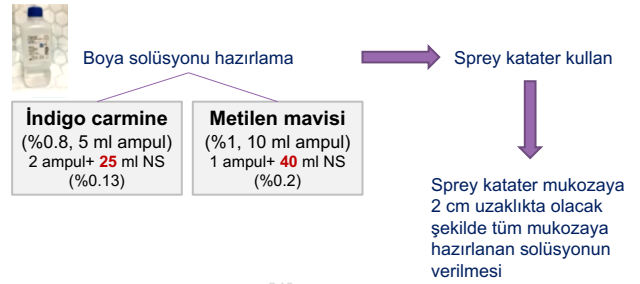 Boya solüsyonu hazırlama
Sprey katater kullan
İndigo carmine
(%0.8, 5 ml ampul)
2 ampul+ 25 ml NS
(%0.13)
Metilen mavisi
(%1, 10 ml ampul)
1 ampul+ 40 ml NS
(%0.2)
Sprey katater mukozaya
2 cm uzaklıkta olacak
şekilde tüm mukozaya
hazırlanan solüsyonun
verilmesi